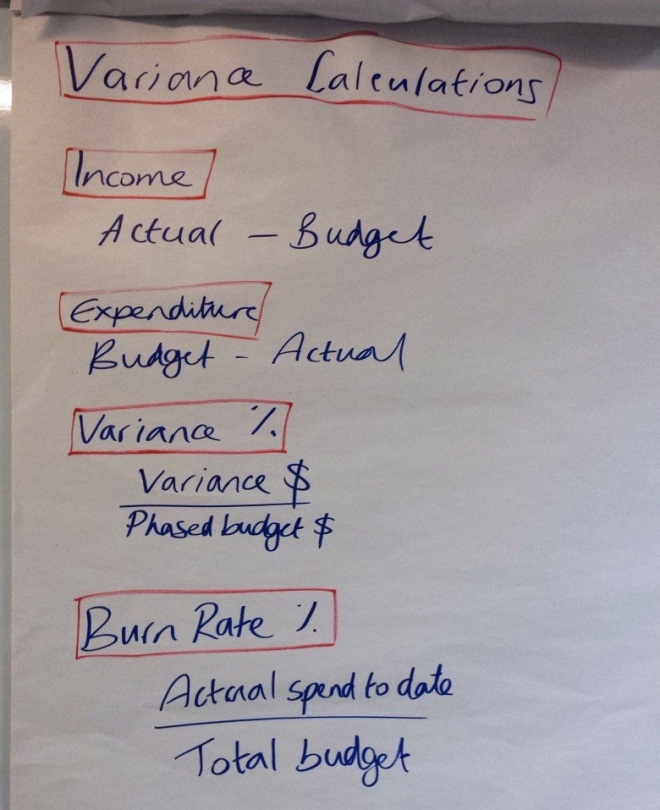 Variance Calculations
Income
Actual – Budget
Expenditure
Budget - Actual
Variance %
Variance $
Phased budget $
Burn Rate %
Actual spend to date
Total budget